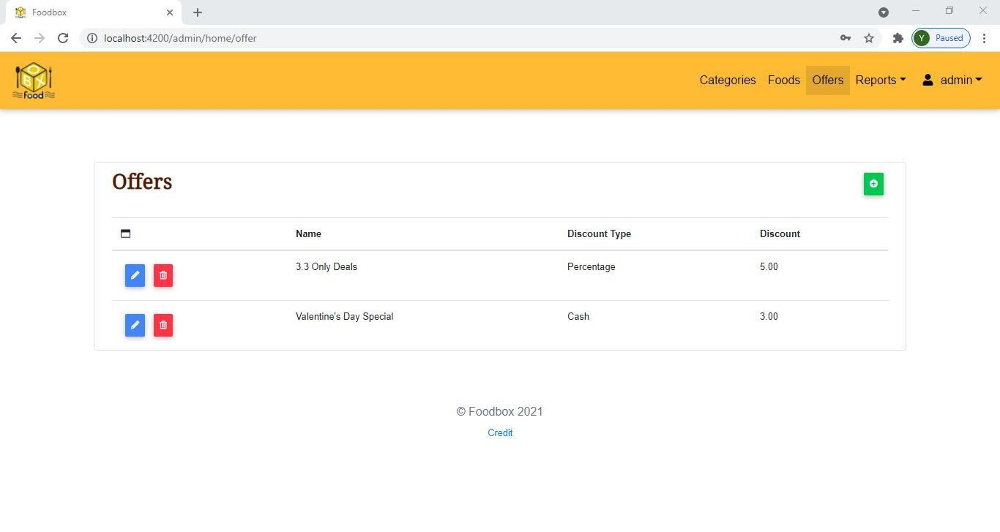 Foodbox
localhost:4200/admin/home/offer
Y Paused
OBX
Food
Categories Foods Offers Reports admin
Offers
Name Discount Type Discount
3.3 Only Deals Percentage 5.00
Valentine's Day Special Cash 3.00
© Foodbox 2021
Credit